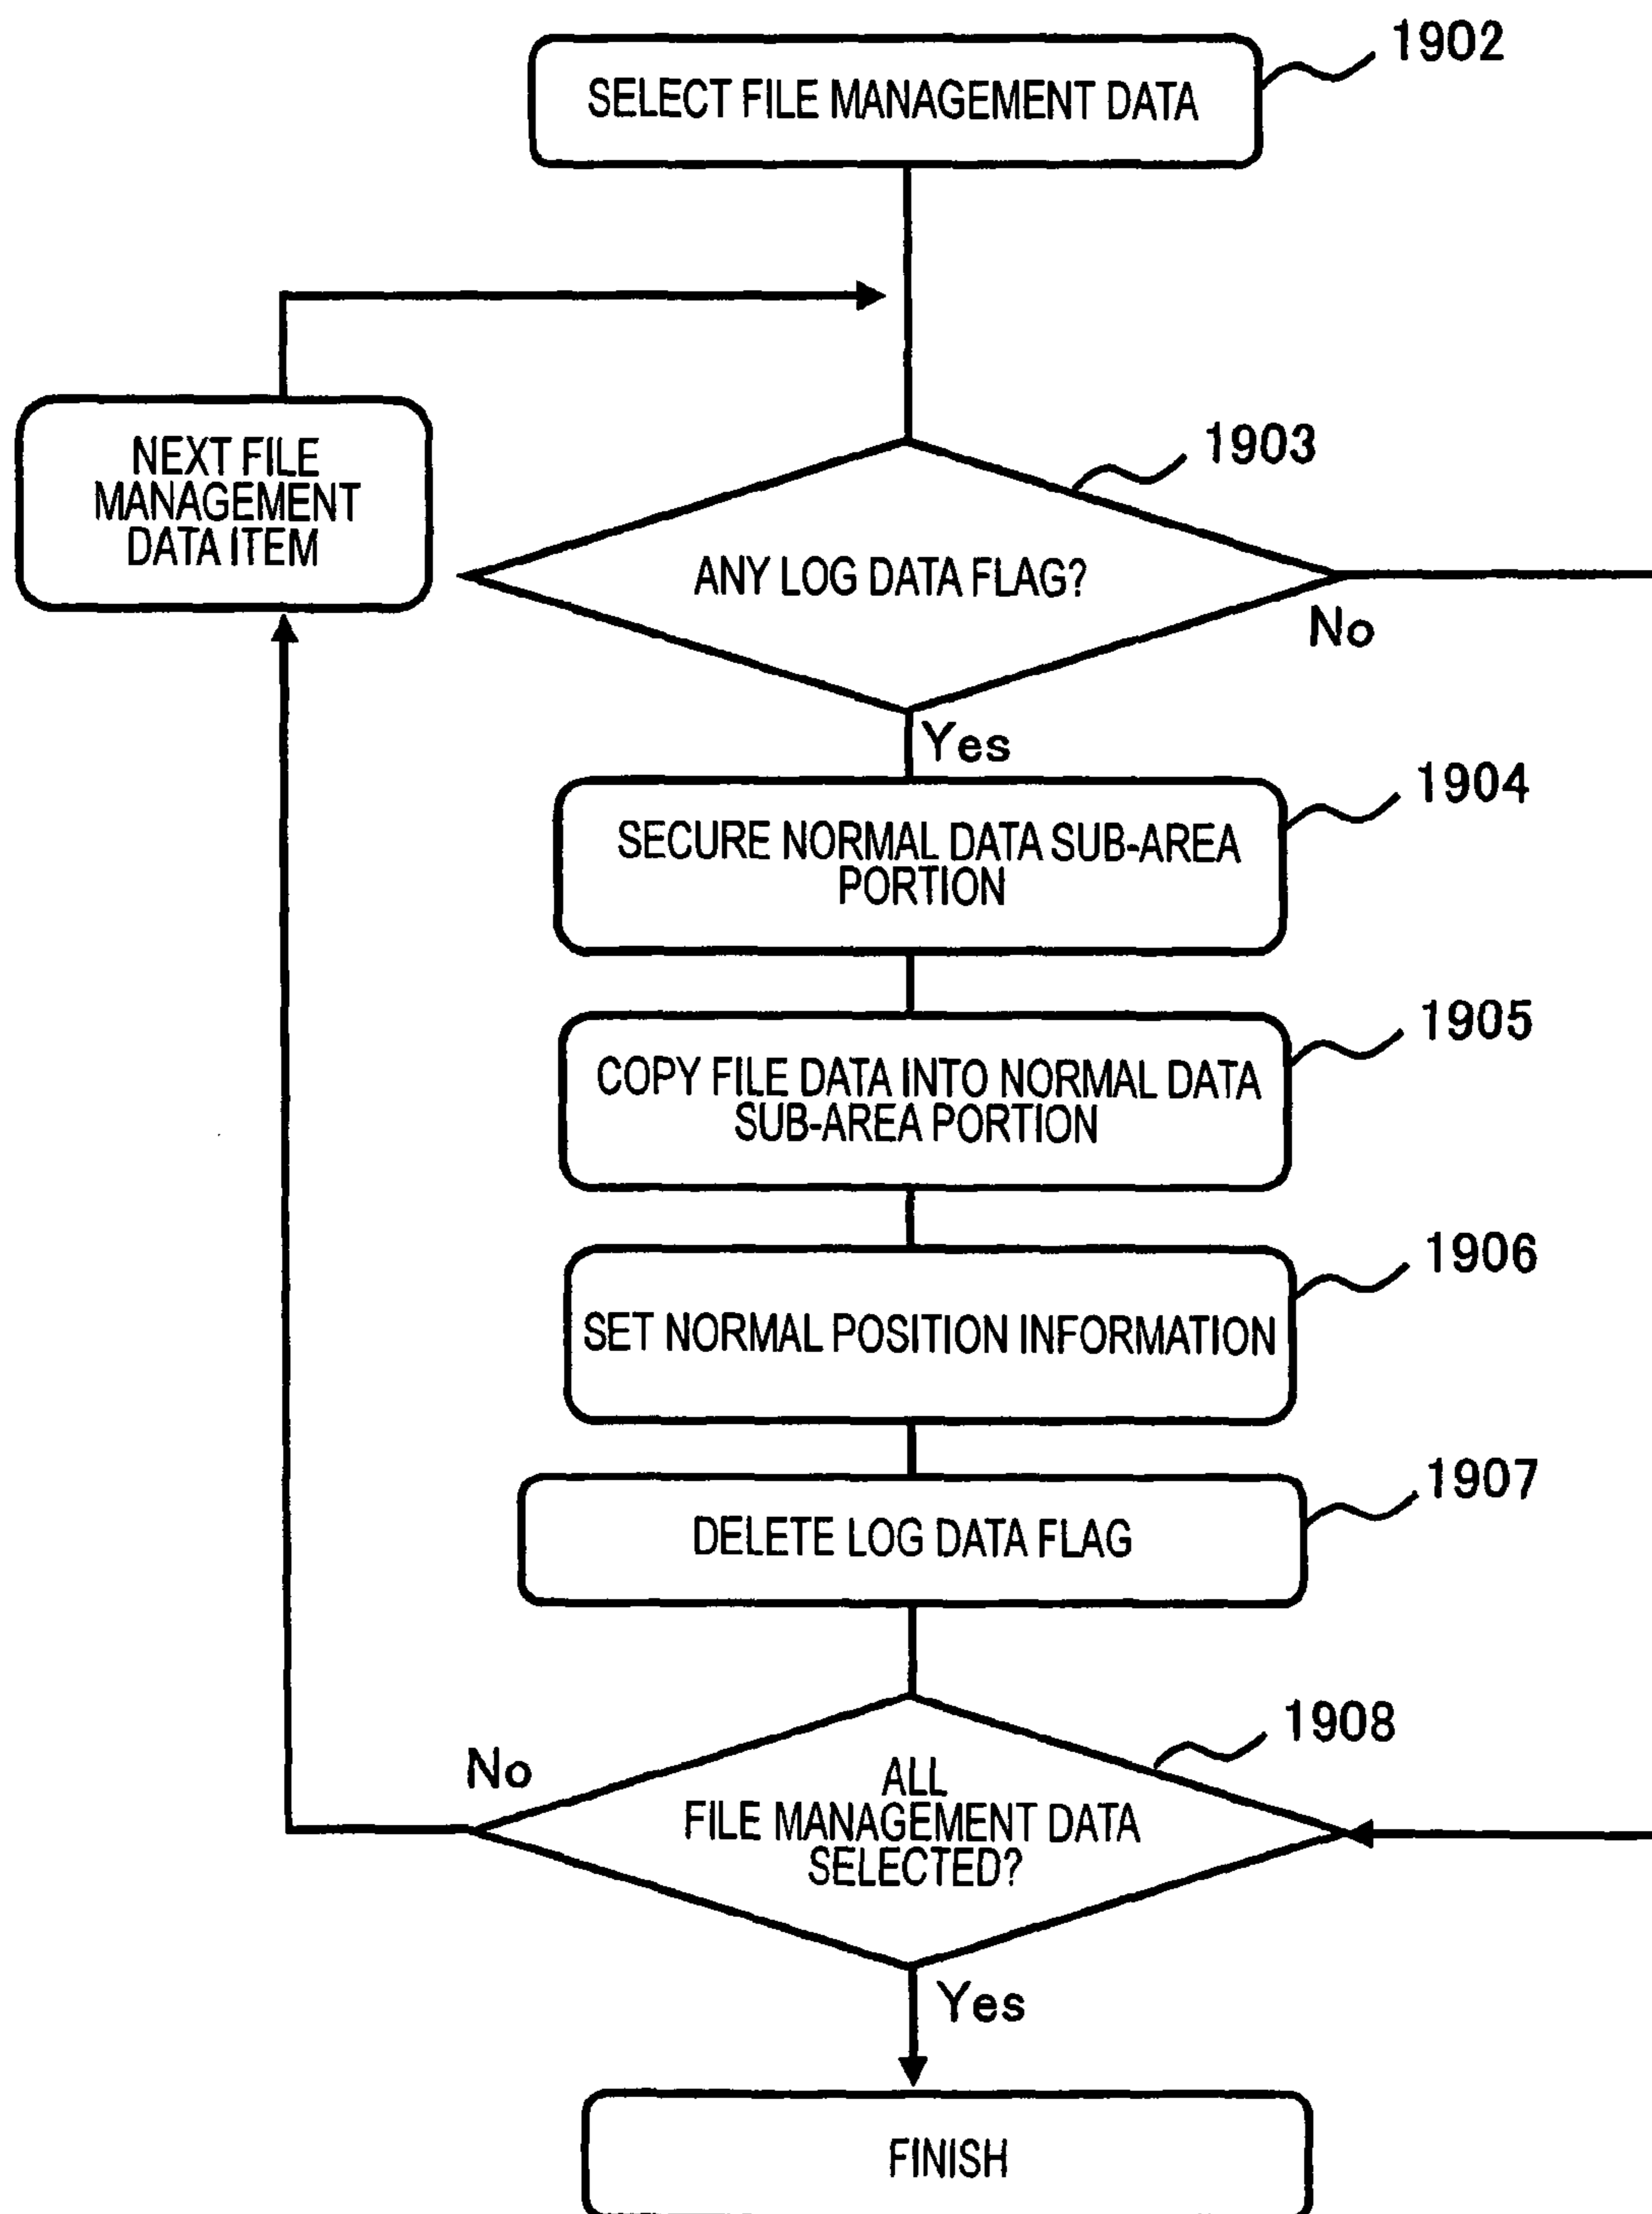 1902
SELECT FILE MANAGEMENT DATA
NEXT FILE
MANAGEMENT
DATA ITEM
1903
ANY LOG DATA FLAG?
No
Yes
1904
SECURE NORMAL DATA SUB-AREA
PORTION
1905
COPY FILE DATA INTO NORMAL DATA
SUB-AREA PORTION
1906
SET NORMAL POSITION INFORMATION
1907
DELETE LOG DATA FLAG
1908
No
ALL
FILE MANAGEMENT DATA
SELECTED?
Yes
FINISH